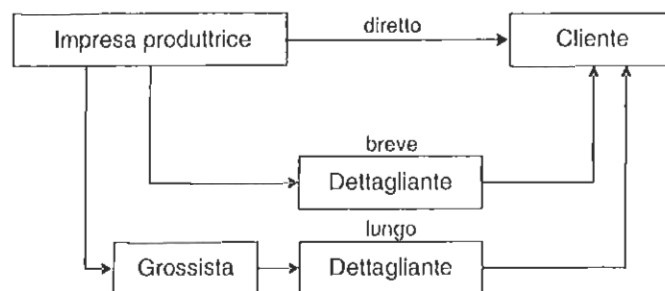 Impresa produttrice
diretto
Cliente
breve
Dettagliante
lungo
Grossista
Dettagliante